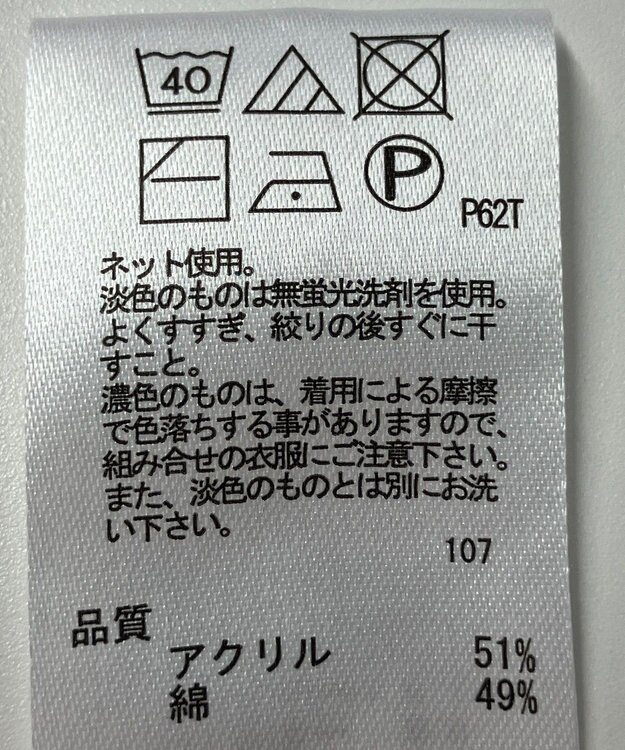 40
P
P62T
ネット使用。
淡色のものは無蛍光洗剤を使用。
よくすすぎ、絞りの後すぐに干
すこと。
濃色のものは、着用による摩擦
で色落ちする事がありますので、
組み合せの衣服にご注意下さい。
また、淡色のものとは別にお洗
い下さい。
107
品質
アクリル 51%
綿 49%